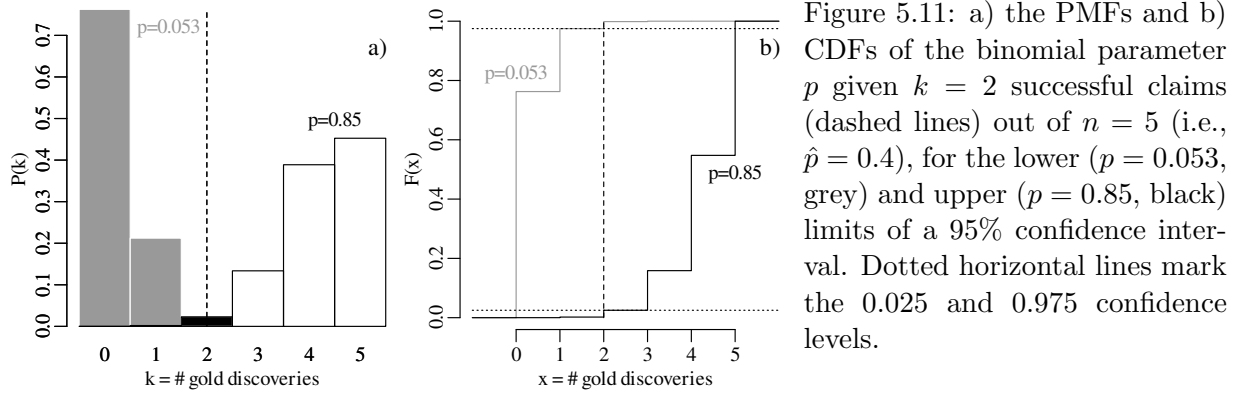 0.0 0.1 0.2 0.3 0.4 0.5 0.6 0.7
P(k)
p=0.053
a)
p=0.85
0 1 2 3 4 5
k = # gold discoveries
0.0 0.2 0.4 0.6 0.8 1.0
F(x)
b)
p=0.053
p=0.85
0 1 2 3 4 5
x = # gold discoveries
Figure 5.11: a) the PMFs and b)
CDFs of the binomial parameter
p given k = 2 successful claims
(dashed lines) out of n = 5 (i.e.,
p̂ = 0.4), for the lower (p = 0.053,
grey) and upper (p = 0.85, black)
limits of a 95% confidence inter-
val. Dotted horizontal lines mark
the 0.025 and 0.975 confidence
levels.